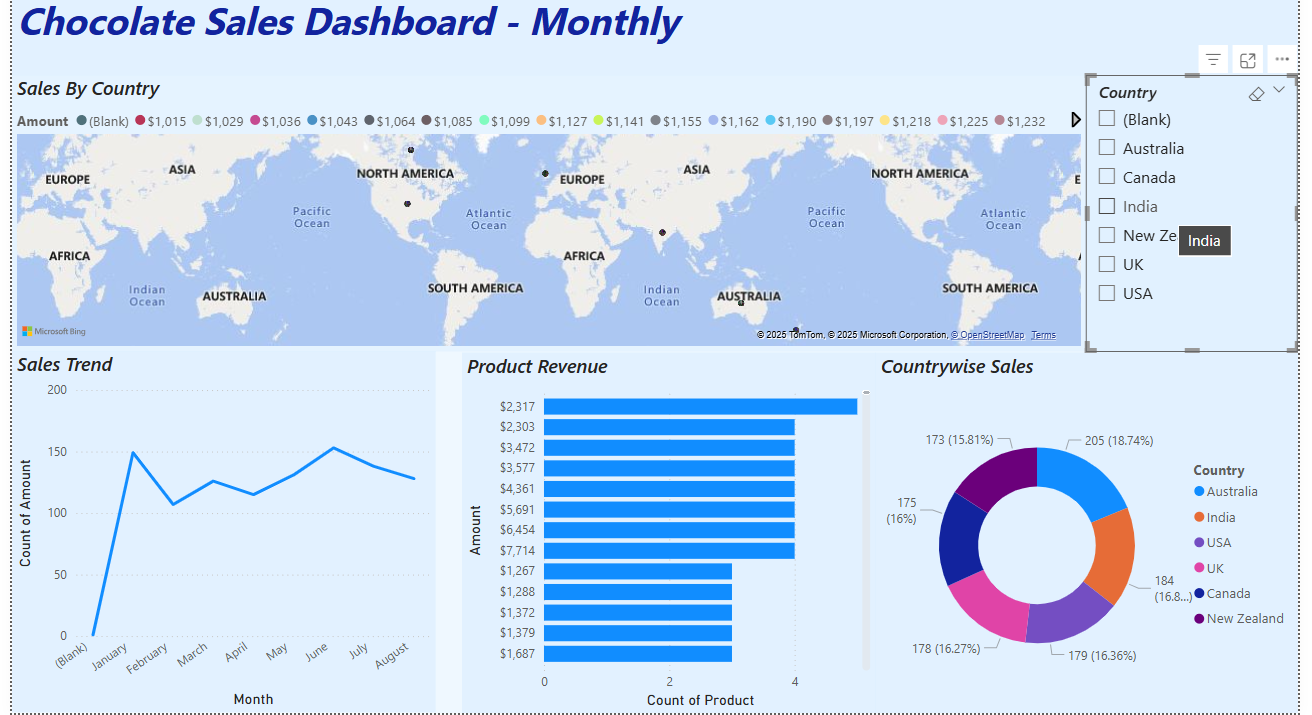 Chocolate Sales Dashboard - Monthly
Sales By Country
Amount (Blank) $1,015 $1,029 $1,036 $1,043 $1,064 $1,085 $1,099 $1,127 $1,141 $1,155 $1,162 $1,190 $1,197 $1,218 $1,225 $1,232
EUROPE ASIA NORTH AMERICA EUROPE ASIA NORTH AMERICA E
Pacific Ocean Atlantic Ocean Pacific Ocean Atlantic Ocean
AFRICA AFRICA
Indian Ocean AUSTRALIA SOUTH AMERICA Indian Ocean AUSTRALIA SOUTH AMERICA
Microsoft Bing
© 2025 TomTom, © 2025 Microsoft Corporation, © OpenStreetMap Terms
Country
(Blank)
Australia
Canada
India
New Ze
India
UK
USA
Sales Trend
200
150
100
50
0
Count of Amount
(Blank) January February March April May June July August
Month
Product Revenue
Amount
$2,317
$2,303
$3,472
$3,577
$4,361
$5,691
$6,454
$7,714
$1,267
$1,288
$1,372
$1,379
$1,687
0 2 4
Count of Product
Countrywise Sales
173 (15.81%)
205 (18.74%)
175
(16%)
184
(16.8...)
178 (16.27%)
179 (16.36%)
Country
Australia
India
USA
UK
Canada
New Zealand